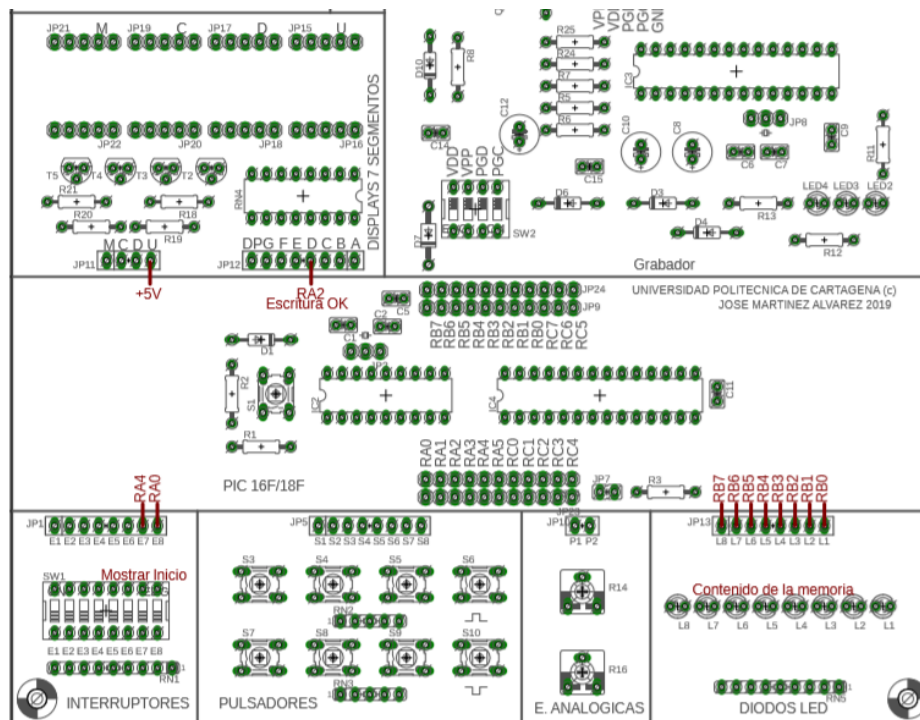 JP21 M JP19 C JP17 D JP15 U
JP22 JP20 JP18 JP16
T5 T4 T3 T2
R21
R20
R18
R19
RN4
DISPLAYS 7 SEGMENTOS
M C D U
JP11
DPG F E D C B A
JP12
+5V
RA2
Escritura OK
D10
R8
C14
C12
VDD
VPP
PGD
PGC
SW2
D7
R25
R24
R7
R5
R6
C15
D6
D3
D4
C10
C8
IC3
JP8
C6
C7
C9
R11
LED4 LED3 LED2
R13
R12
Grabador
UNIVERSIDAD POLITECNICA DE CARTAGENA (c)
JOSE MARTINEZ ALVAREZ 2019
JP24
JP9
RB7
RB6
RB5
RB4
RB3
RB2
RB1
RB0
RC7
RC6
RC5
C5
C2
C1
D1
R2
S1
R1
IC2
IC4
C11
RA0
RA1
RA2
RA3
RA4
RA5
RC0
RC1
RC2
RC3
RC4
JP7
R3
PIC 16F/18F
RA4
RA0
JP1
E1 E2 E3 E4 E5 E6 E7 E8
SW1
Mostrar Inicio
E1 E2 E3 E4 E5 E6 E7 E8
RN1
INTERRUPTORES
JP5
S1 S2 S3 S4 S5 S6 S7 S8
S3 S4 S5 S6
RN2
S7 S8 S9 S10
RN3
PULSADORES
P1 P2
R14
R16
E. ANALOGICAS
RB7
RB6
RB5
RB4
RB3
RB2
RB1
RB0
JP13
L8 L7 L6 L5 L4 L3 L2 L1
Contenido de la memoria
L8 L7 L6 L5 L4 L3 L2 L1
RN5
DIODOS LED